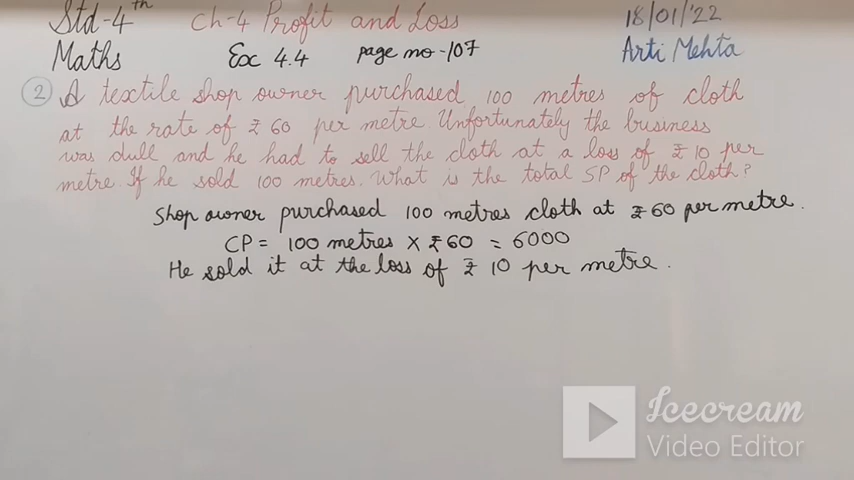 Std-4th Ch-4 Profit and Loss 18/01/'22
Maths Ex 4.4 page no-107 Arti Mehta
2 A textile shop owner purchased 100 metres of cloth
at the rate of ₹ 60 per metre. Unfortunately the business
was dull and he had to sell the cloth at a loss of ₹ 10 per
metre. If he sold 100 metres. What is the total SP of the cloth?
Shop owner purchased 100 metres cloth at ₹ 60 per metre.
CP = 100 metres × ₹ 60 = 6000
He sold it at the loss of ₹ 10 per metre.
Icecream
Video Editor